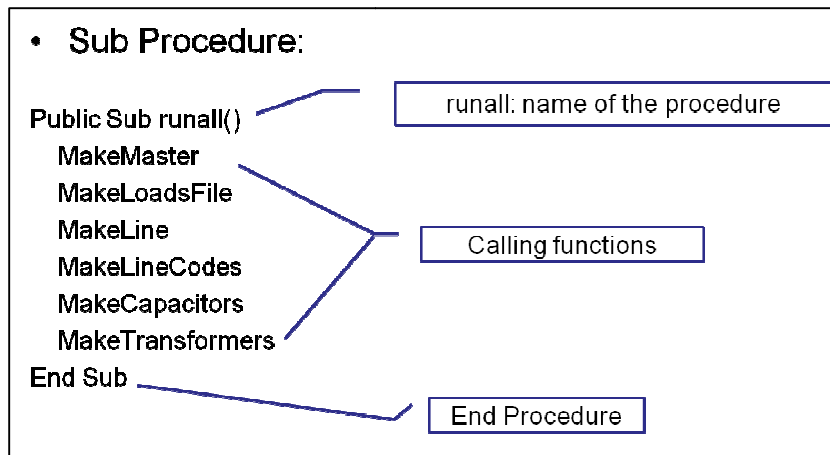 • Sub Procedure:
runall: name of the procedure
Public Sub runall()
MakeMaster
MakeLoadsFile
MakeLine
Calling functions
MakeLineCodes
MakeCapacitors
MakeTransformers
End Sub
End Procedure